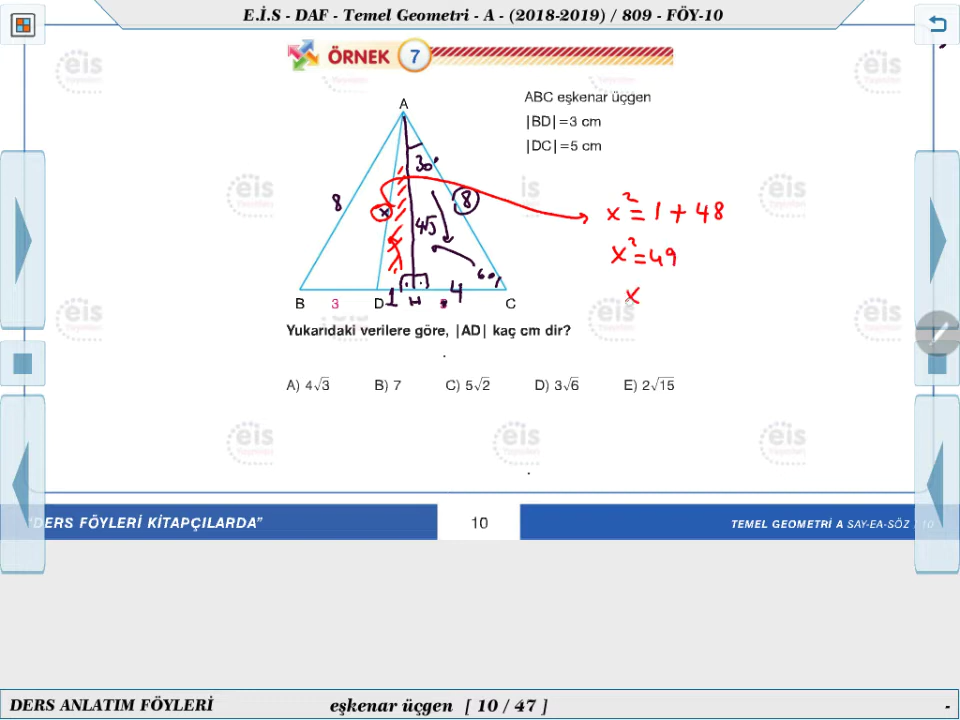 E.İ.S - DAF - Temel Geometri - A - (2018-2019) / 809 - FÖY-10
ÖRNEK 7
ABC eşkenar üçgen
|BD|=3 cm
|DC|=5 cm
A
30°
8
x
8
4√3
60°
1
H
4
B
3
D
C
x² = 1 + 48
x² = 49
x
Yukarıdaki verilere göre, |AD| kaç cm dir?
A) 4√3 B) 7 C) 5√2 D) 3√6 E) 2√15
eis
Yayınları
"DERS FÖYLERİ KİTAPÇILARDA"
10
TEMEL GEOMETRİ A SAY-EA-SÖZ / 10
DERS ANLATIM FÖYLERİ
eşkenar üçgen [ 10 / 47 ]
-